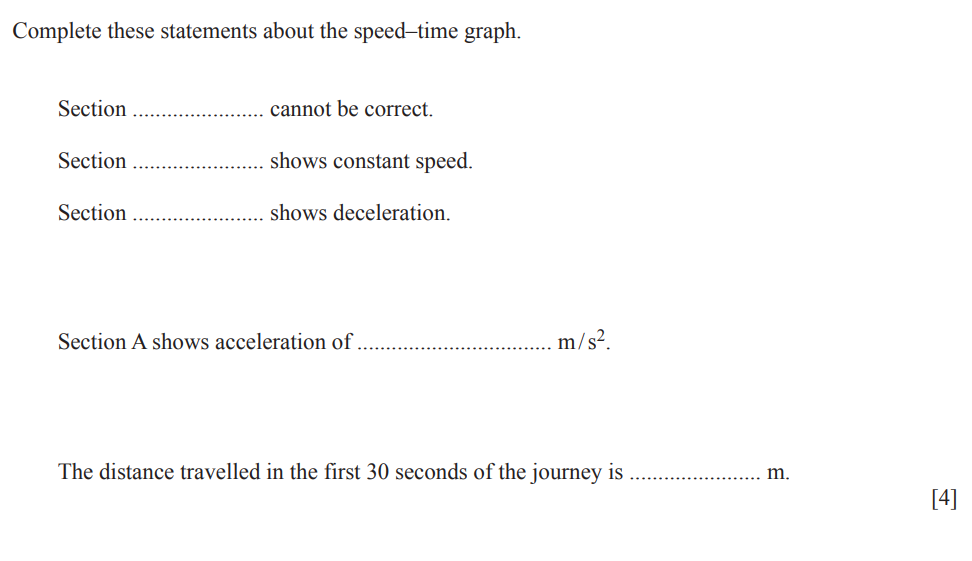 Complete these statements about the speed–time graph.
Section ....................... cannot be correct.
Section ....................... shows constant speed.
Section ....................... shows deceleration.
Section A shows acceleration of .................................. m/s².
The distance travelled in the first 30 seconds of the journey is ....................... m.
[4]